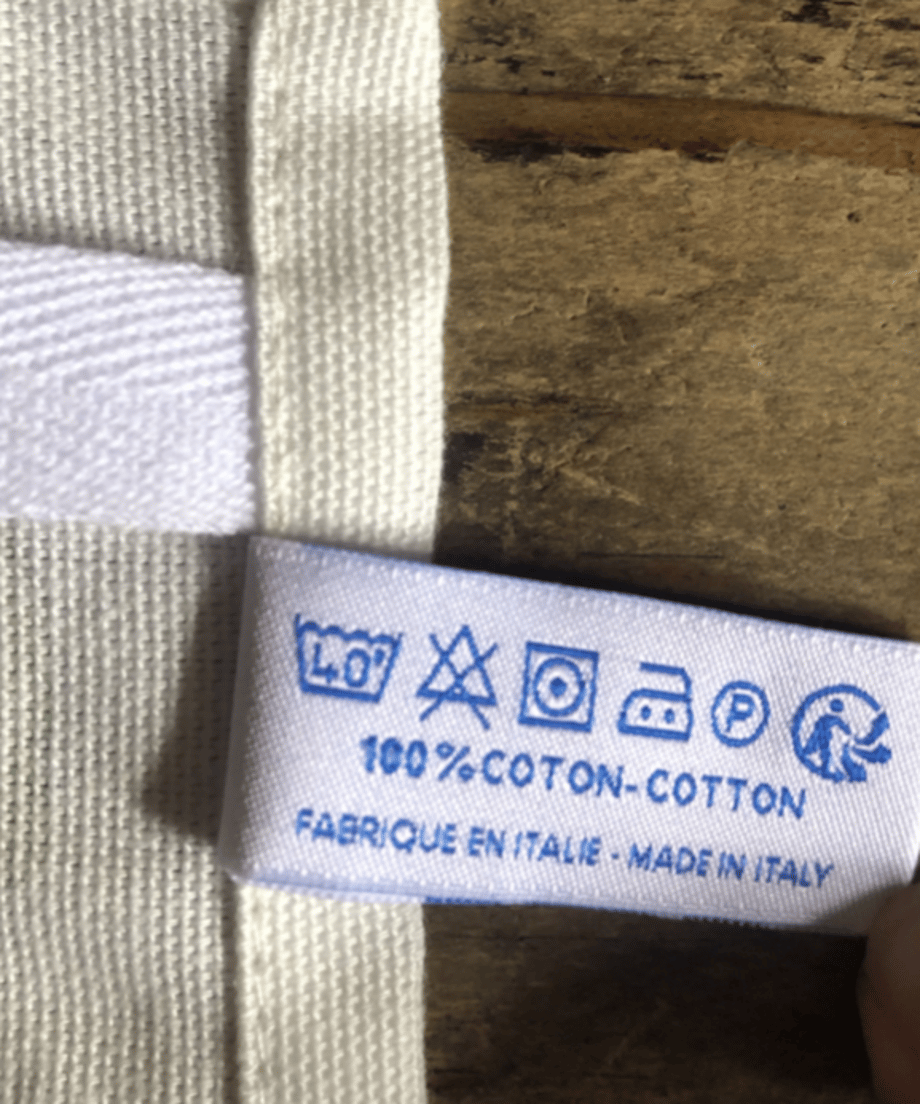 40°
P
100% COTON-COTTON
FABRIQUE EN ITALIE - MADE IN ITALY